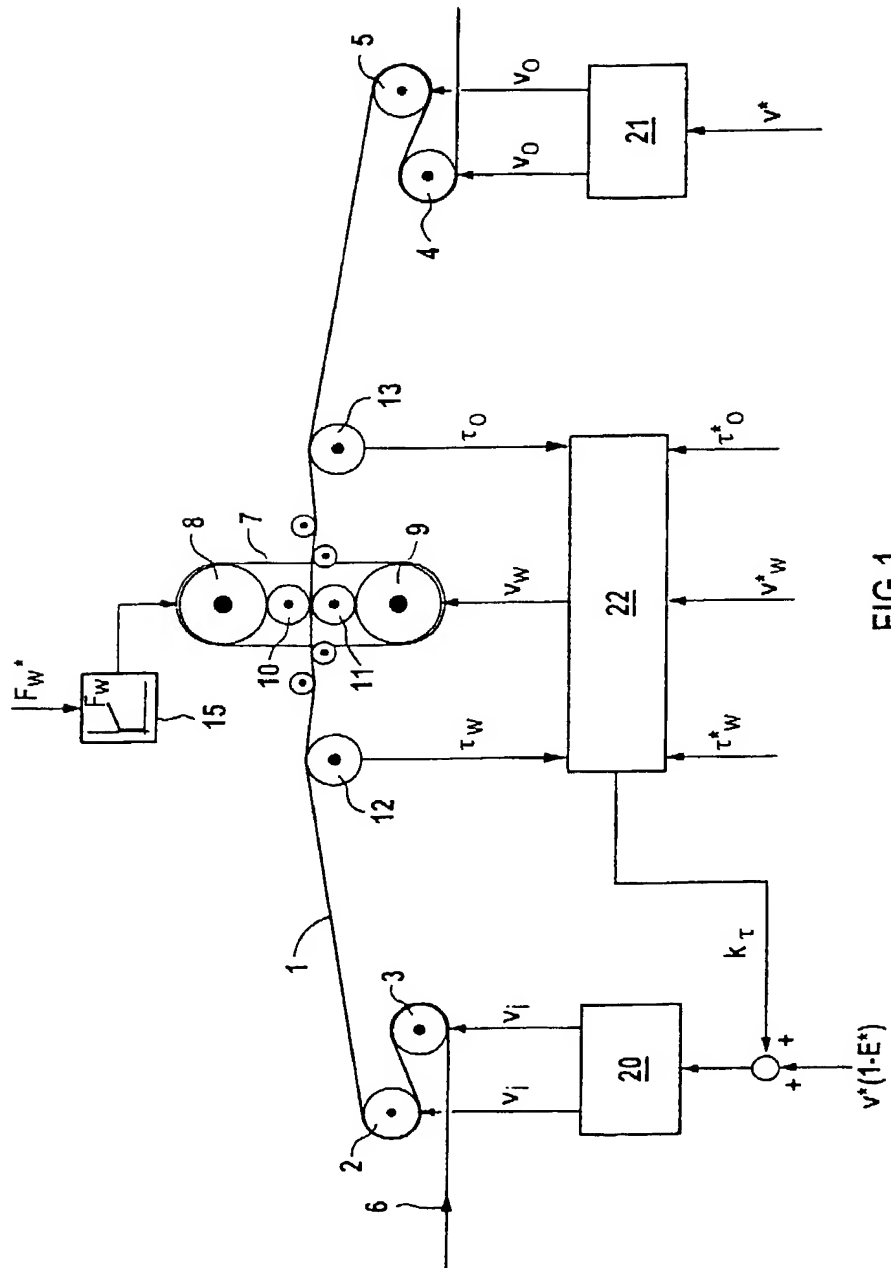 F_W*
F_W
15
8
7
10
11
9
12
13
1
2
3
6
5
4
τ_W
v_W
τ_O
22
τ*_W
v*_W
τ*_O
k_τ
v_i
v_i
20
+
+
v*(1-E*)
v_O
v_O
21
v*
FIG.1